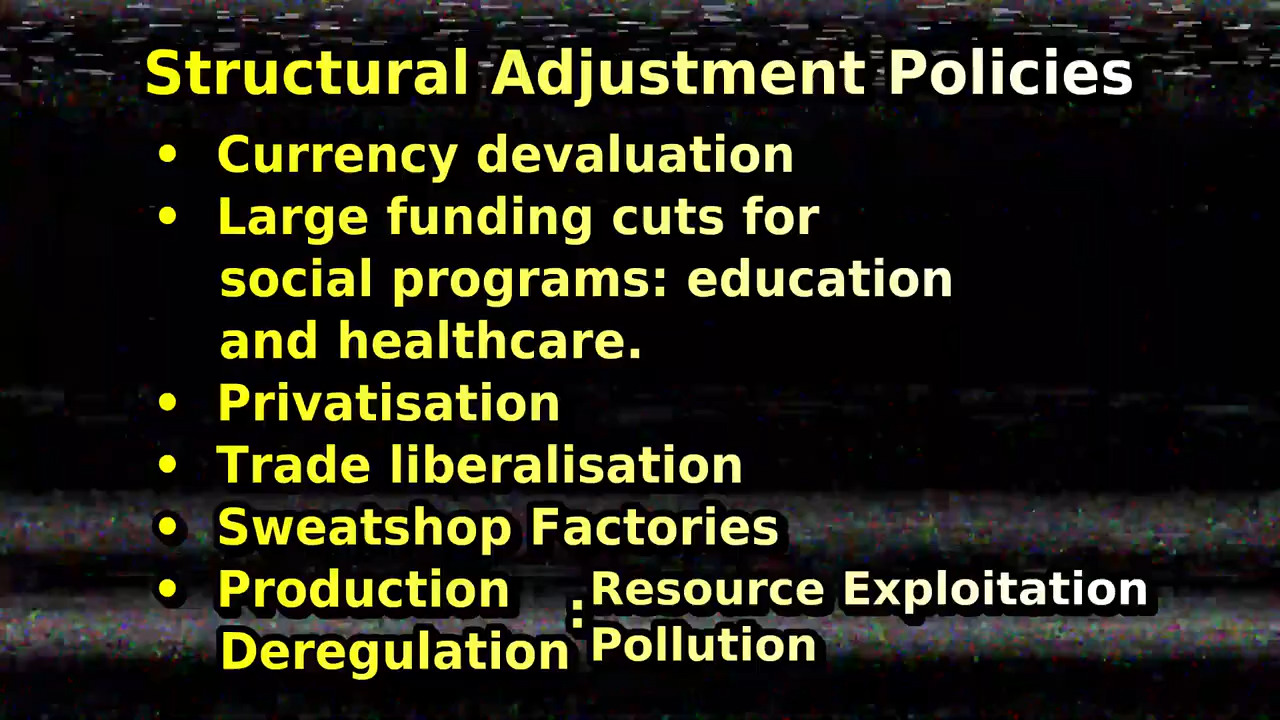 Structural Adjustment Policies
• Currency devaluation
• Large funding cuts for
social programs: education
and healthcare.
• Privatisation
• Trade liberalisation
• Sweatshop Factories
• Production : Resource Exploitation
Deregulation Pollution